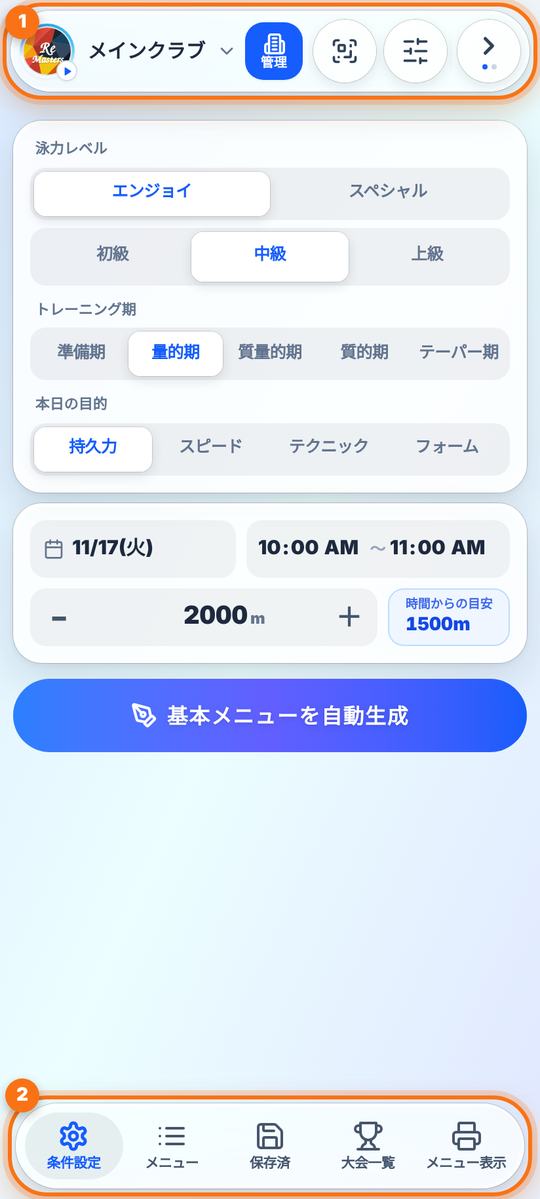 1
Re
Masters
メインクラブ
管理
泳力レベル
エンジョイ スペシャル
初級 中級 上級
トレーニング期
準備期 量的期 質量的期 質的期 テーパー期
本日の目的
持久力 スピード テクニック フォーム
11/17(火) 10:00 AM ～11:00 AM
− 2000m + 時間からの目安
1500m
基本メニューを自動生成
2
条件設定 メニュー 保存済 大会一覧 メニュー表示